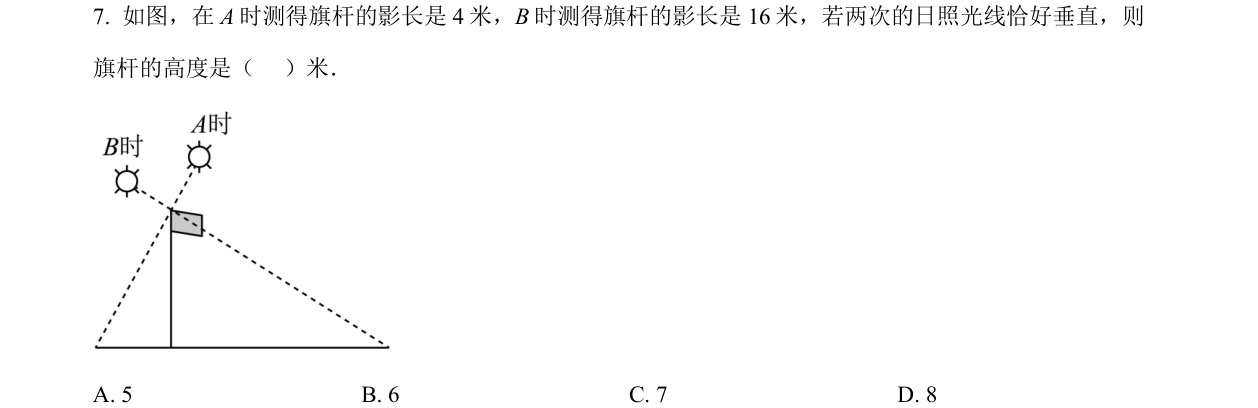 7. 如图，在 A 时测得旗杆的影长是 4 米，B 时测得旗杆的影长是 16 米，若两次的日照光线恰好垂直，则
旗杆的高度是（ ）米．
A时
B时
A. 5 B. 6 C. 7 D. 8